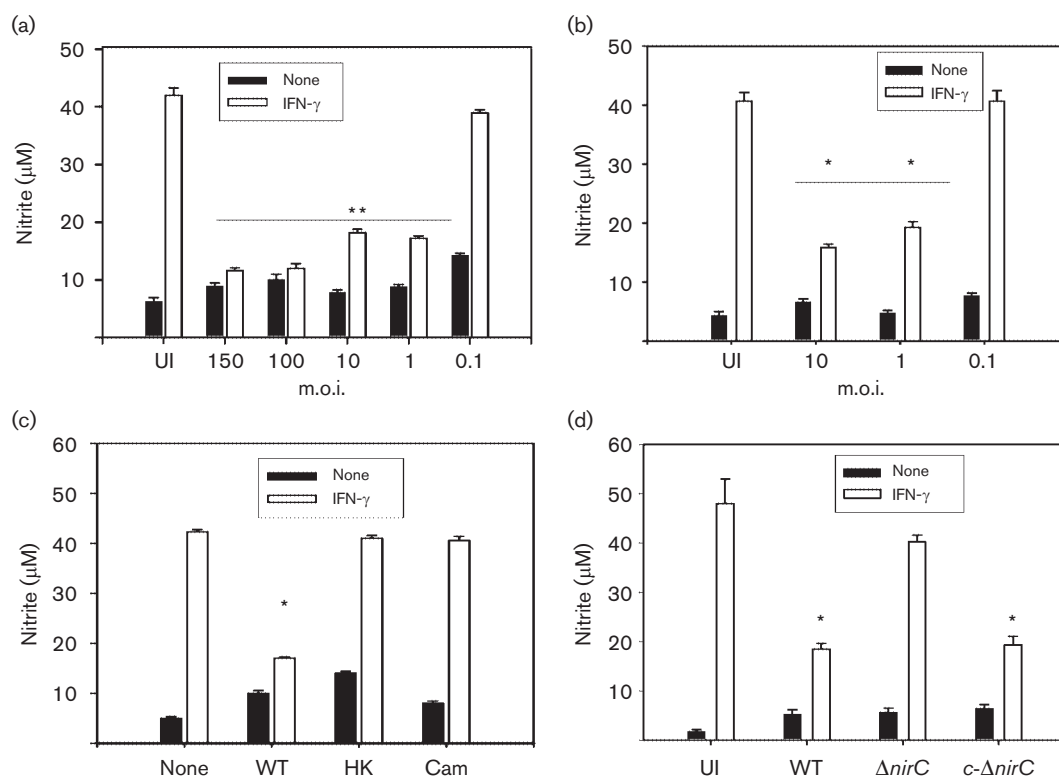 (a)
50
40
30
20
10
Nitrite (μM)
None
IFN-γ
**
UI 150 100 10 1 0.1
m.o.i.
(b)
50
40
30
20
10
Nitrite (μM)
None
IFN-γ
* *
UI 10 1 0.1
m.o.i.
(c)
60
50
40
30
20
10
Nitrite (μM)
None
IFN-γ
*
None WT HK Cam
(d)
60
50
40
30
20
10
Nitrite (μM)
None
IFN-γ
* *
UI WT ΔnirC c-ΔnirC